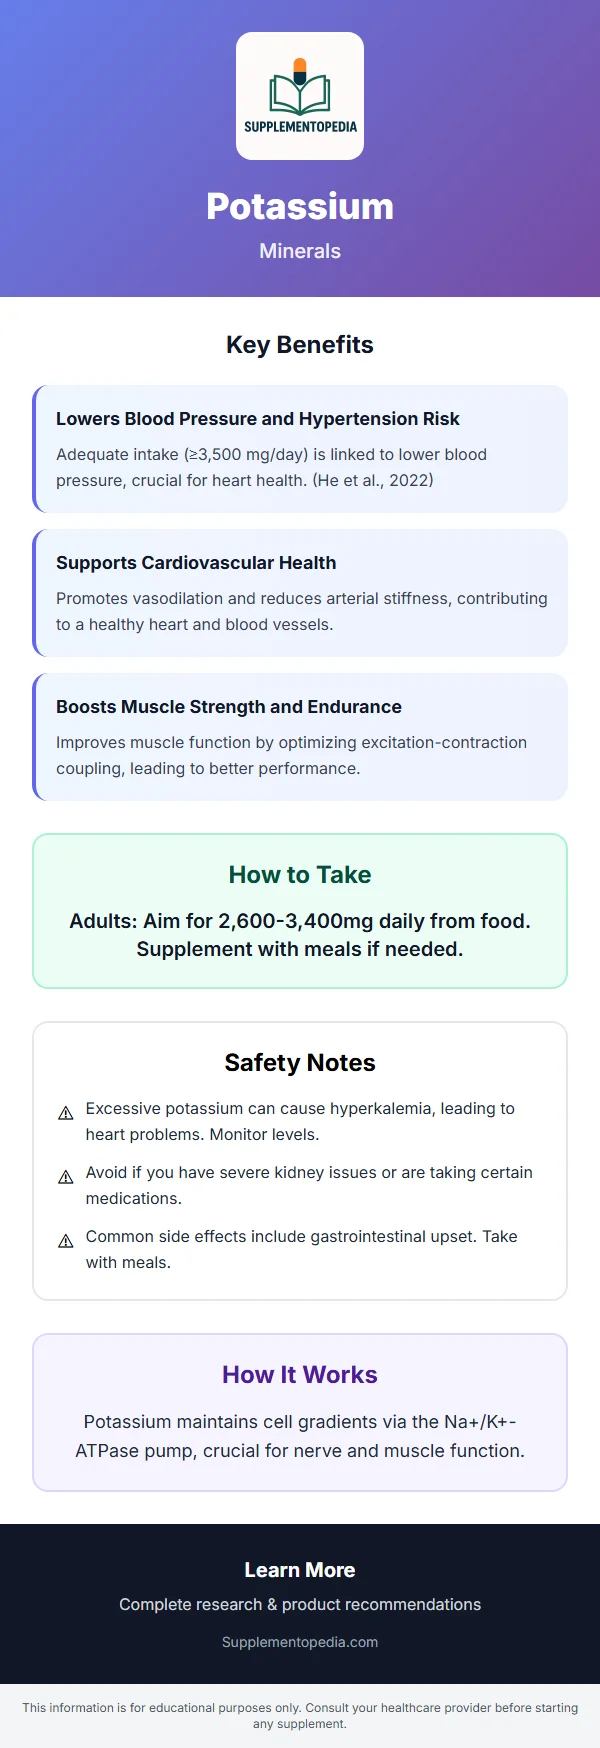 SUPPLEMENTOPEDIA
Potassium
Minerals
Key Benefits
Lowers Blood Pressure and Hypertension Risk
Adequate intake (≥3,500 mg/day) is linked to lower blood
pressure, crucial for heart health. (He et al., 2022)
Supports Cardiovascular Health
Promotes vasodilation and reduces arterial stiffness, contributing
to a healthy heart and blood vessels.
Boosts Muscle Strength and Endurance
Improves muscle function by optimizing excitation-contraction
coupling, leading to better performance.
How to Take
Adults: Aim for 2,600-3,400mg daily from food.
Supplement with meals if needed.
Safety Notes
⚠ Excessive potassium can cause hyperkalemia, leading to
heart problems. Monitor levels.
⚠ Avoid if you have severe kidney issues or are taking certain
medications.
⚠ Common side effects include gastrointestinal upset. Take
with meals.
How It Works
Potassium maintains cell gradients via the Na+/K+-
ATPase pump, crucial for nerve and muscle function.
Learn More
Complete research & product recommendations
Supplementopedia.com
This information is for educational purposes only. Consult your healthcare provider before starting
any supplement.